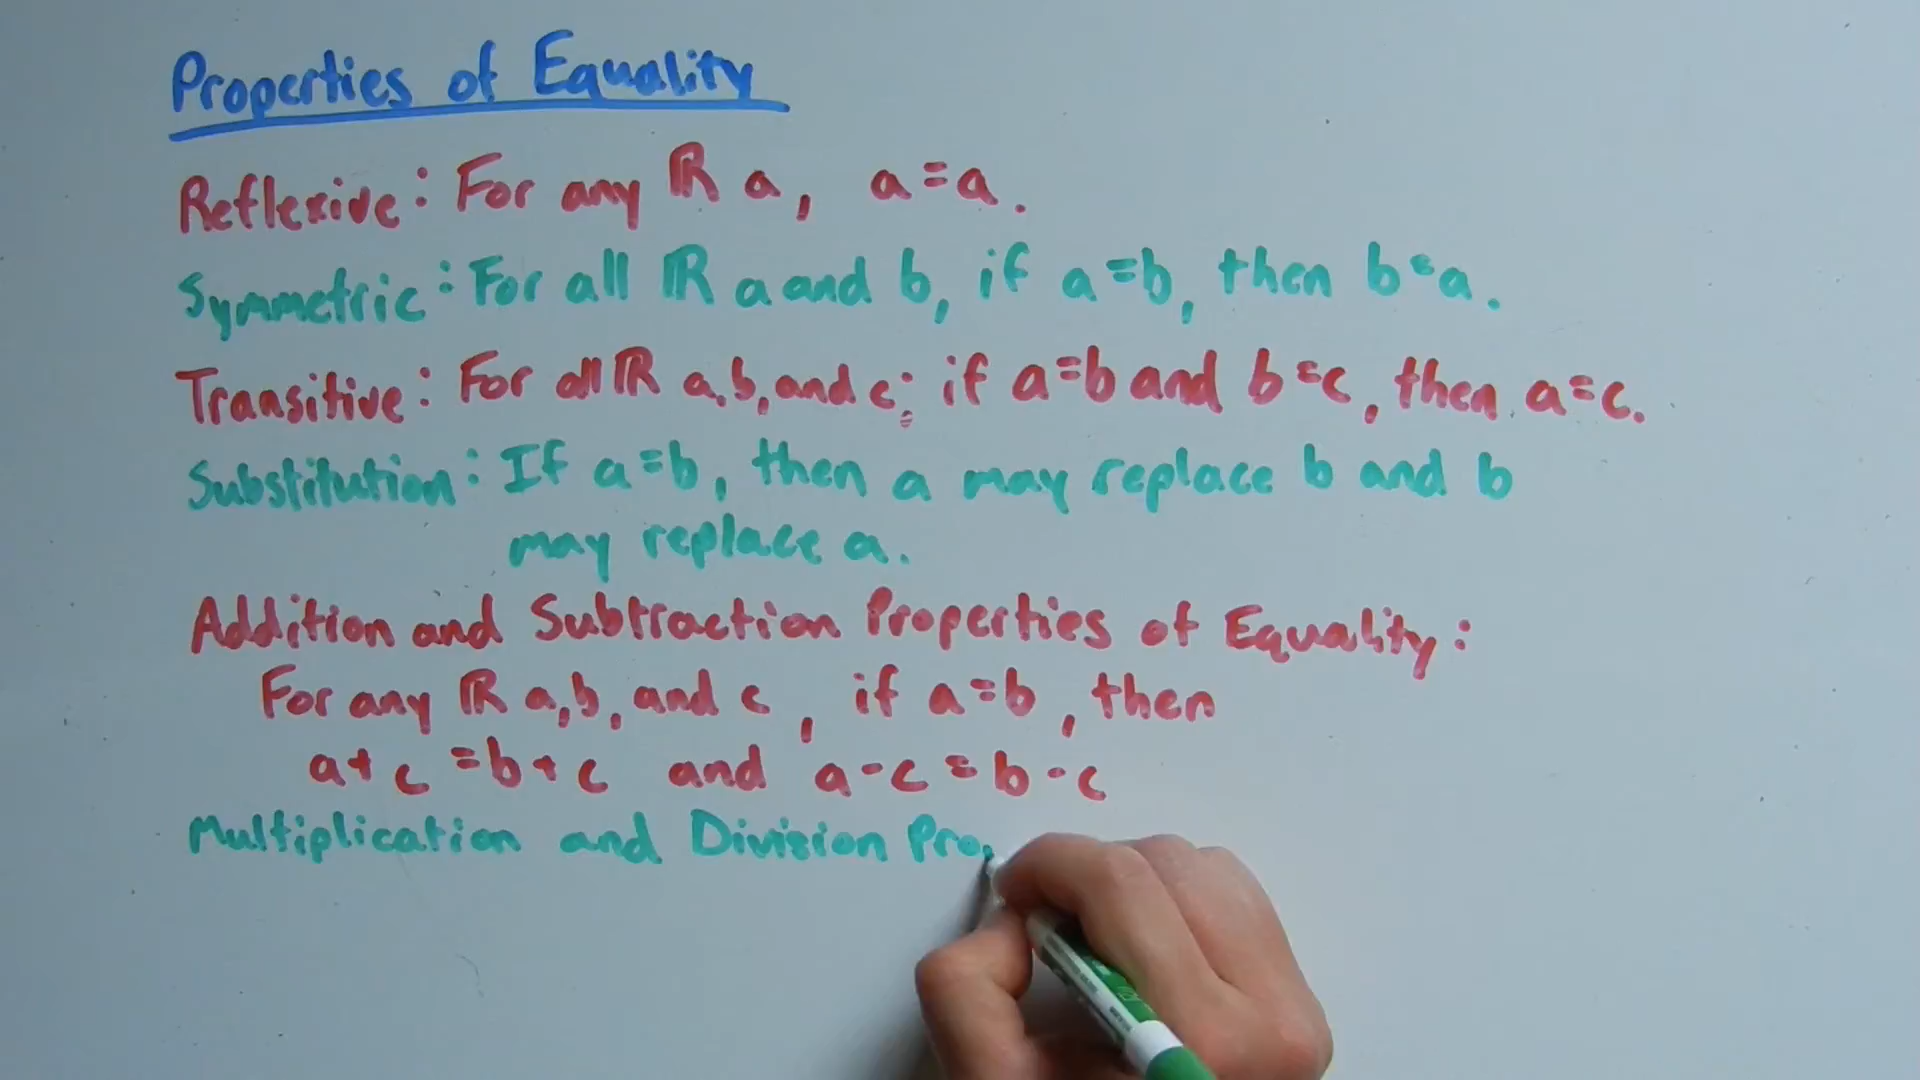 Properties of Equality
Reflexive: For any ℝ a, a=a.
Symmetric: For all ℝ a and b, if a=b, then b=a.
Transitive: For all ℝ a, b, and c; if a=b and b=c, then a=c.
Substitution: If a=b, then a may replace b and b
may replace a.
Addition and Subtraction Properties of Equality:
For any ℝ a, b, and c, if a=b, then
a+c=b+c and a-c=b-c
Multiplication and Division Pro